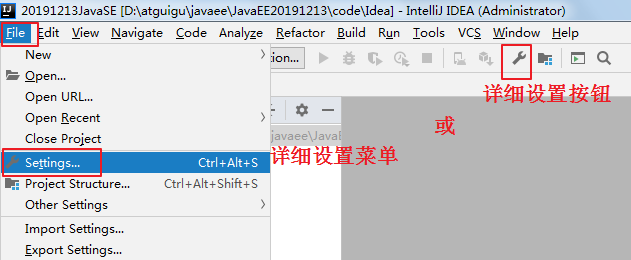 20191213JavaSE [D:\atguigu\javaee\JavaEE20191213\code\Idea] - IntelliJ IDEA (Administrator)
File Edit View Navigate Code Analyze Refactor Build Run Tools VCS Window Help
New
on...
Open...
详细设置按钮
Open URL...
或
Open Recent
Close Project
javaee\JavaE
Settings... Ctrl+Alt+S
详细设置菜单
Project Structure... Ctrl+Alt+Shift+S
Other Settings
Import Settings...
Export Settings...